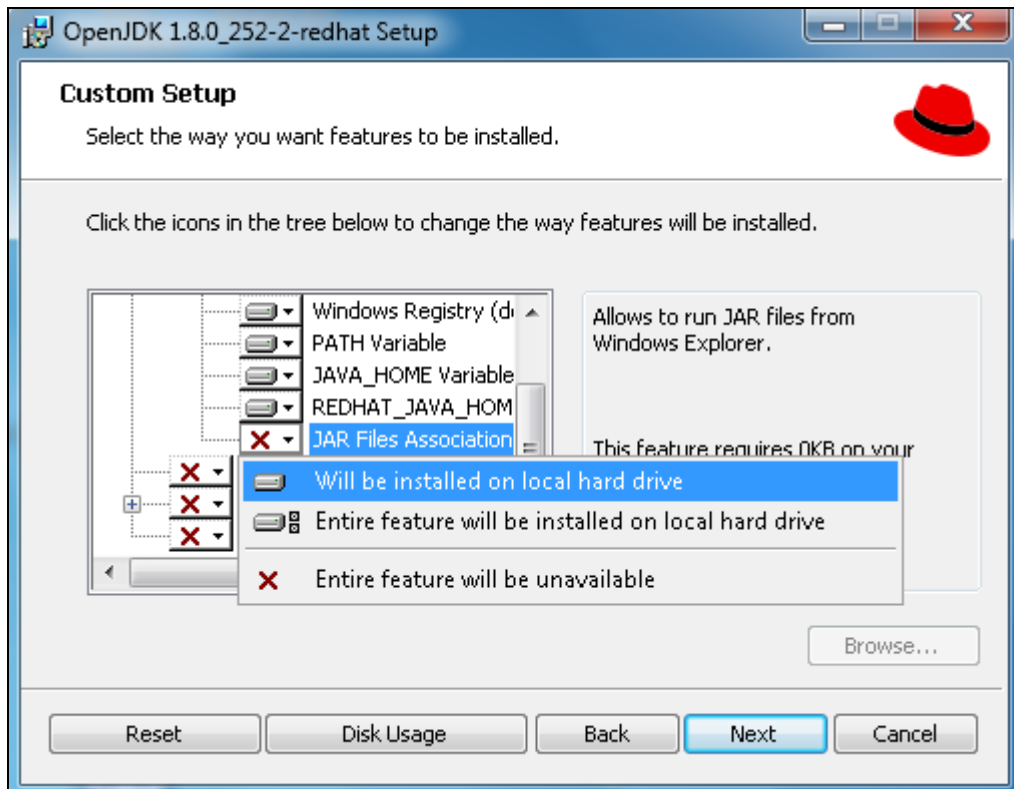 OpenJDK 1.8.0_252-2-redhat Setup
Custom Setup
Select the way you want features to be installed.
Click the icons in the tree below to change the way features will be installed.
Windows Registry (d
PATH Variable
JAVA_HOME Variable
REDHAT_JAVA_HOM
JAR Files Association
Allows to run JAR files from
Windows Explorer.
This feature requires 0KB on your
Will be installed on local hard drive
Entire feature will be installed on local hard drive
Entire feature will be unavailable
Browse...
Reset
Disk Usage
Back
Next
Cancel